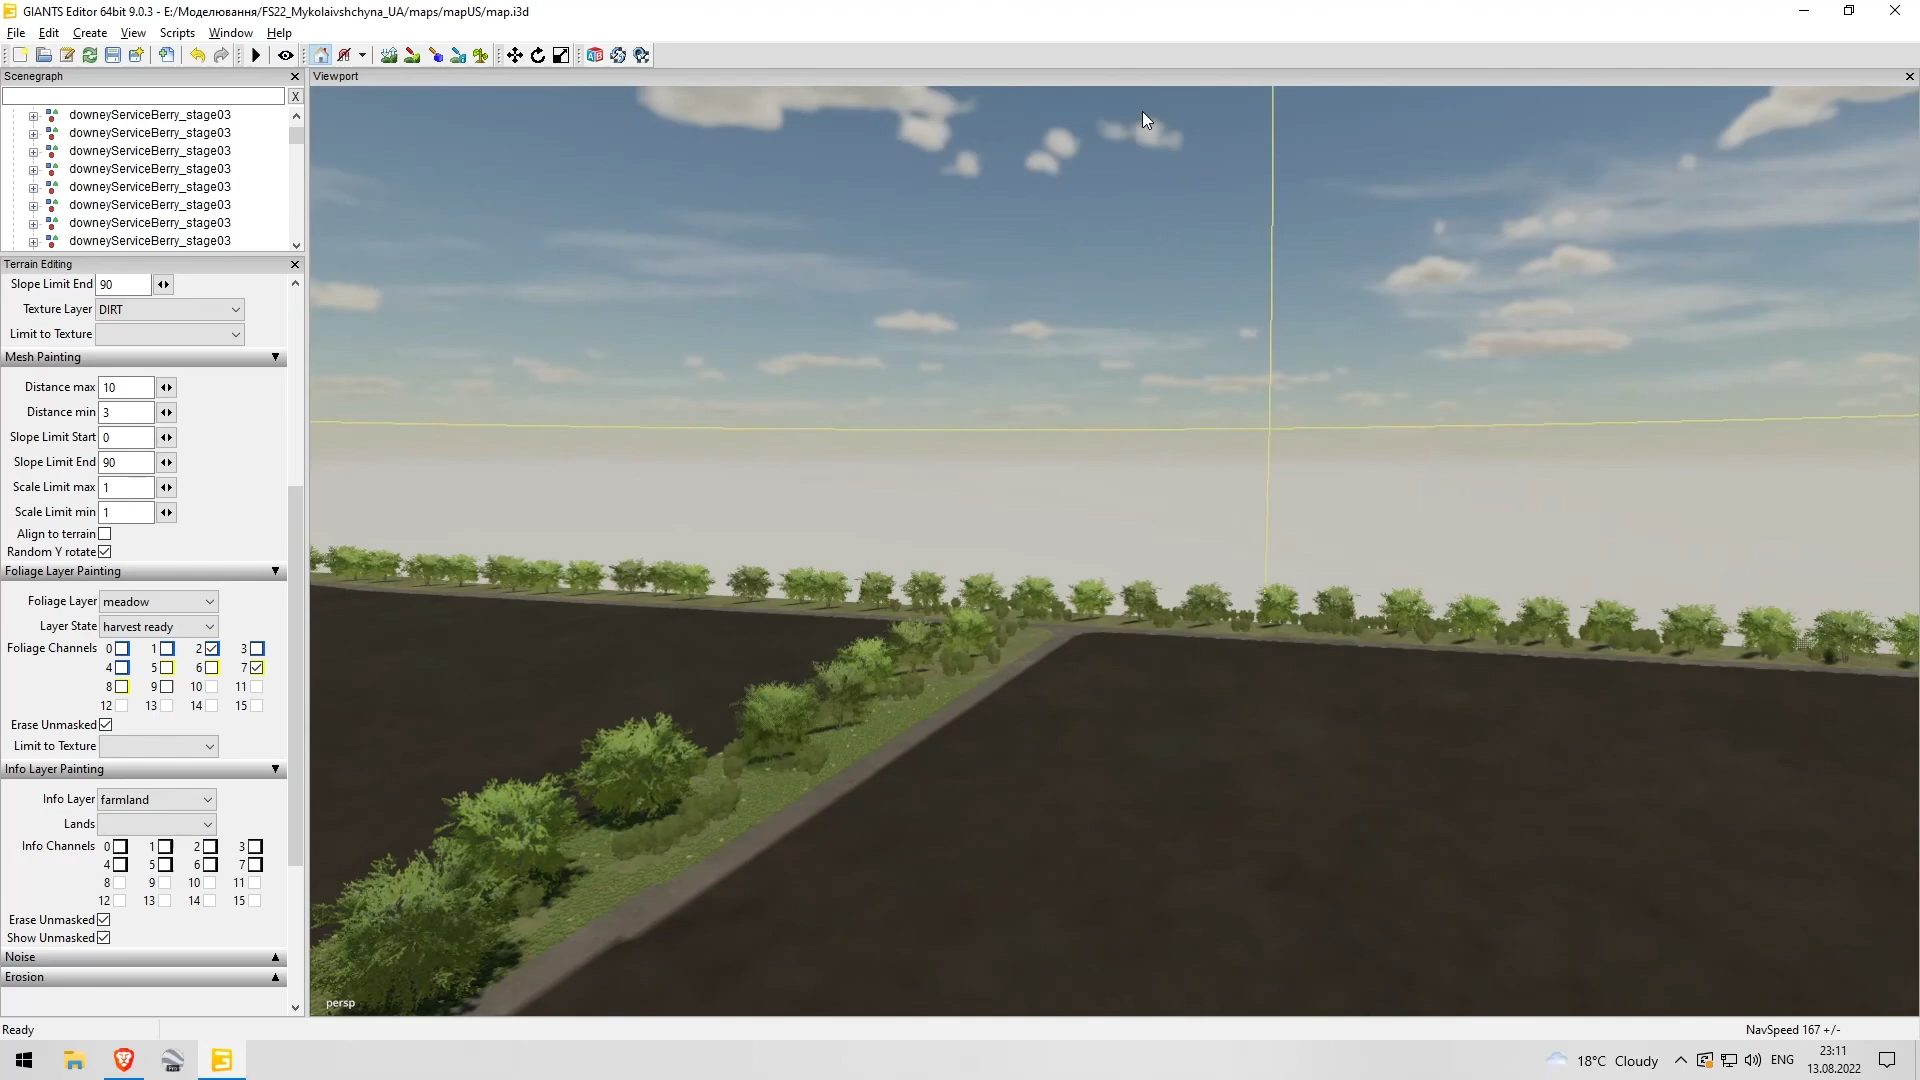 GIANTS Editor 64bit 9.0.3 - E:/Моделювання/FS22_Mykolaivshchyna_UA/maps/mapUS/map.i3d
File Edit Create View Scripts Window Help
Scenegraph
X
downeyServiceBerry_stage03
downeyServiceBerry_stage03
downeyServiceBerry_stage03
downeyServiceBerry_stage03
downeyServiceBerry_stage03
downeyServiceBerry_stage03
downeyServiceBerry_stage03
downeyServiceBerry_stage03
Terrain Editing
Slope Limit End 90
Texture Layer DIRT
Limit to Texture
Mesh Painting
Distance max 10
Distance min 3
Slope Limit Start 0
Slope Limit End 90
Scale Limit max 1
Scale Limit min 1
Align to terrain
Random Y rotate
Foliage Layer Painting
Foliage Layer meadow
Layer State harvest ready
Foliage Channels 0 1 2 3
4 5 6 7
8 9 10 11
12 13 14 15
Erase Unmasked
Limit to Texture
Info Layer Painting
Info Layer farmland
Lands
Info Channels 0 1 2 3
4 5 6 7
8 9 10 11
12 13 14 15
Erase Unmasked
Show Unmasked
Noise
Erosion
Viewport
persp
Ready
NavSpeed 167 +/-
18°C Cloudy
ENG
23:11
13.08.2022